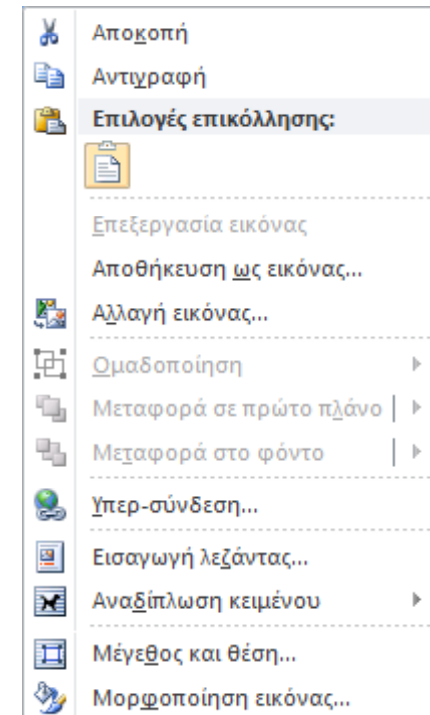 Αποκοπή
Αντιγραφή
Επιλογές επικόλλησης:
Επεξεργασία εικόνας
Αποθήκευση ως εικόνας...
Αλλαγή εικόνας...
Ομαδοποίηση
Μεταφορά σε πρώτο πλάνο
Μεταφορά στο φόντο
Υπερ-σύνδεση...
Εισαγωγή λεζάντας...
Αναδίπλωση κειμένου
Μέγεθος και θέση...
Μορφοποίηση εικόνας...